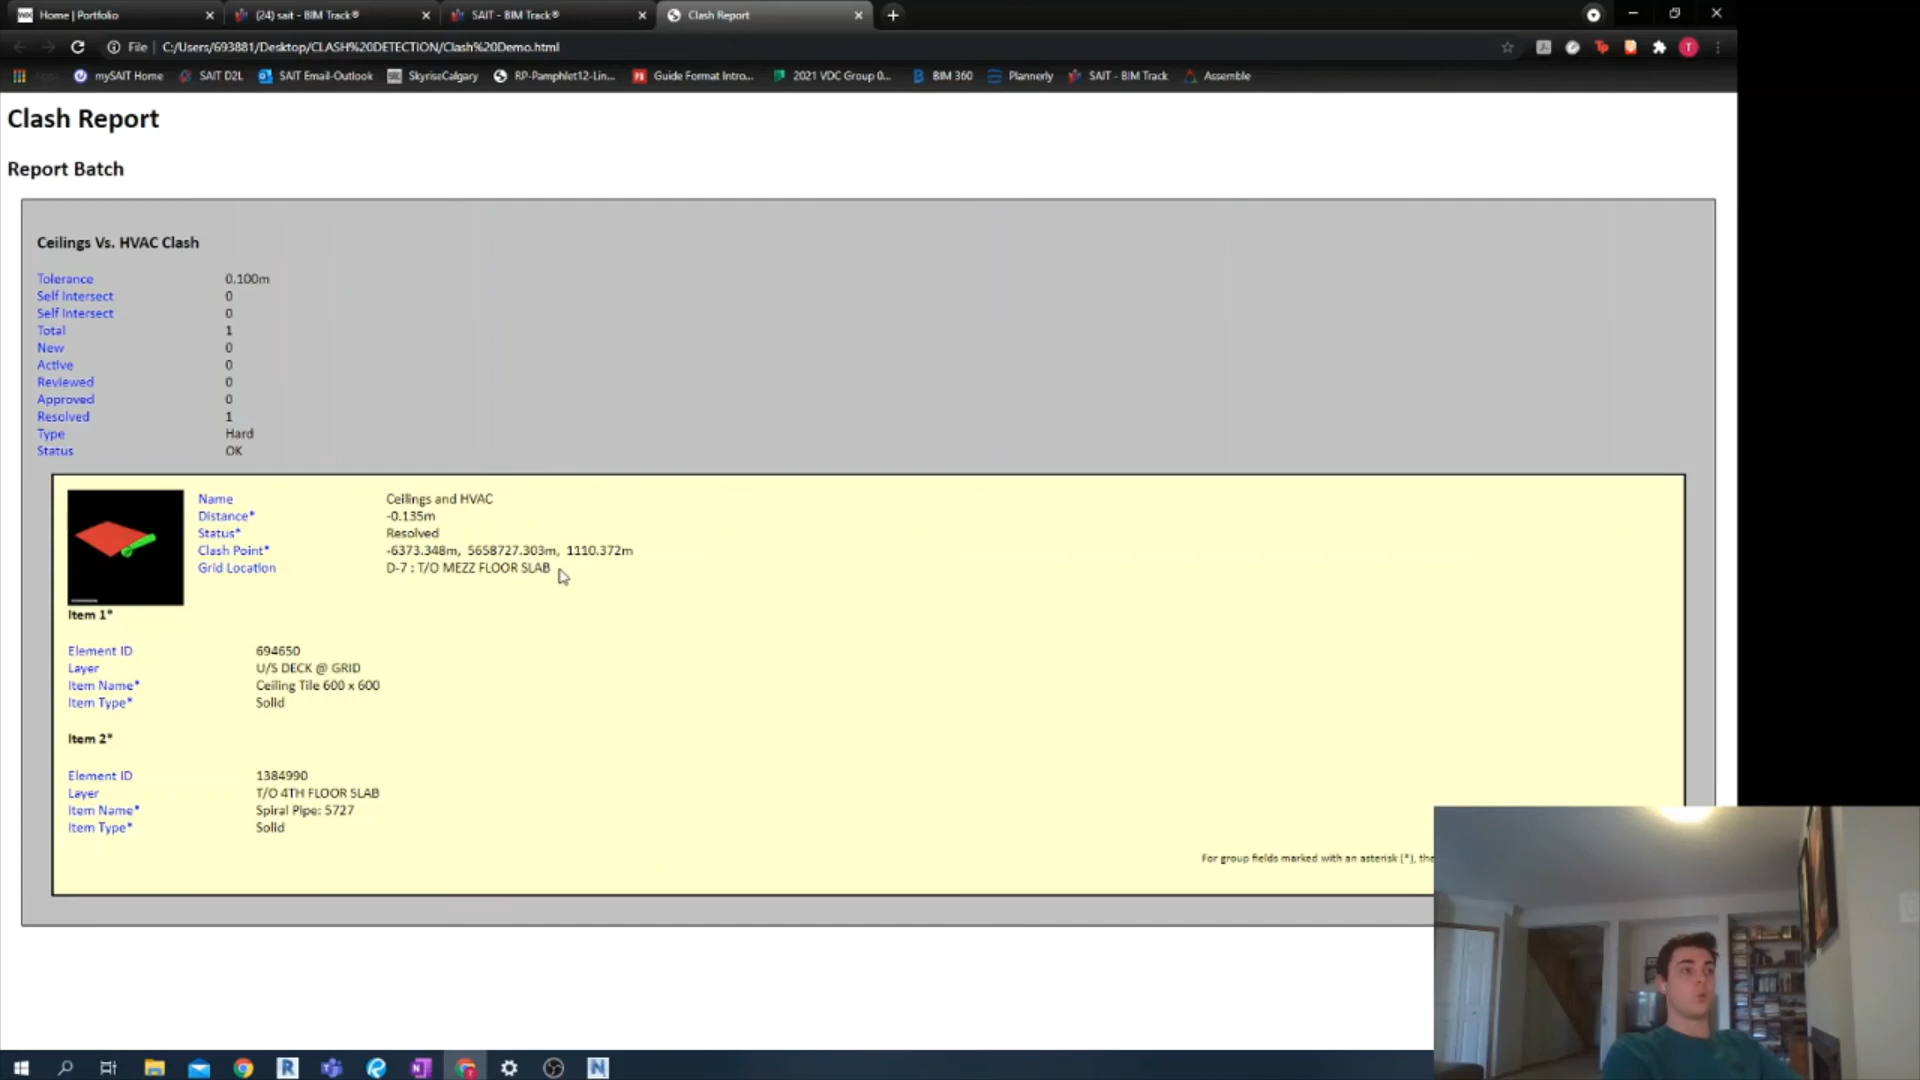 Home | Portfolio
(24) sait - BIM Track®
SAIT - BIM Track®
Clash Report
File | C:/Users/693881/Desktop/CLASH%20DETECTION/Clash%20Demo.html
T
Apps
mySAIT Home
SAIT D2L
SAIT Email-Outlook
SkyriseCalgary
RP-Pamphlet12-Lin...
Guide Format Intro...
2021 VDC Group 0...
BIM 360
Plannerly
SAIT - BIM Track
Assemble
Clash Report
Report Batch
Ceilings Vs. HVAC Clash
Tolerance 0.100m
Self Intersect 0
Self Intersect 0
Total 1
New 0
Active 0
Reviewed 0
Approved 0
Resolved 1
Type Hard
Status OK
Name Ceilings and HVAC
Distance* -0.135m
Status* Resolved
Clash Point* -6373.348m, 5658727.303m, 1110.372m
Grid Location D-7 : T/O MEZZ FLOOR SLAB
Item 1*
Element ID 694650
Layer U/S DECK @ GRID
Item Name* Ceiling Tile 600 x 600
Item Type* Solid
Item 2*
Element ID 1384990
Layer T/O 4TH FLOOR SLAB
Item Name* Spiral Pipe: 5727
Item Type* Solid
For group fields marked with an asterisk (*), the